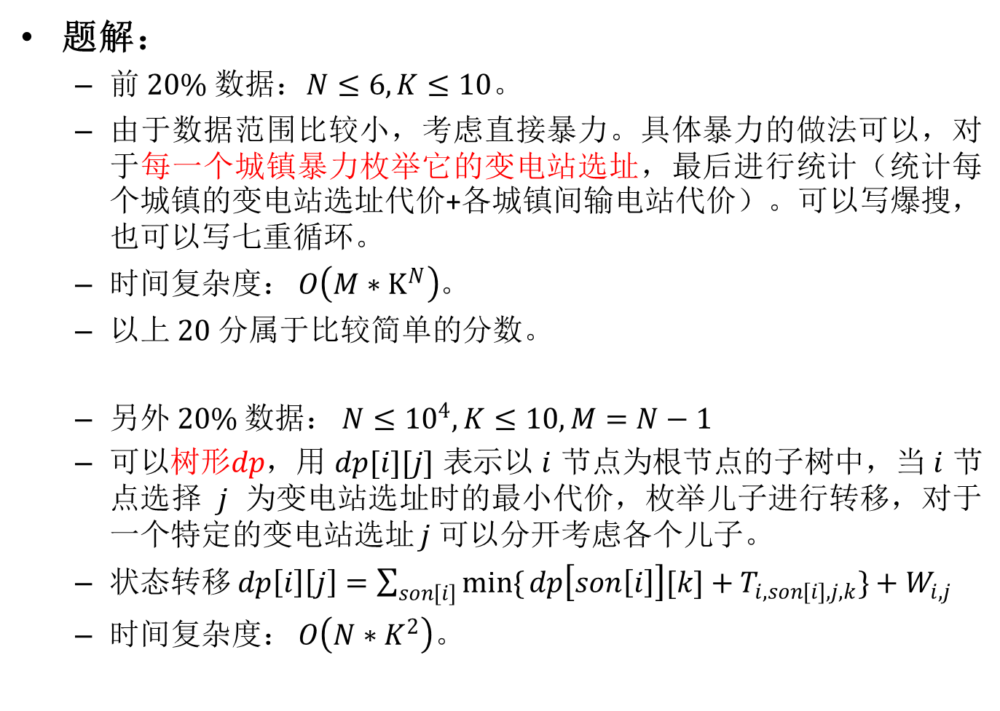 • 题解：
– 前 20% 数据：N ≤ 6, K ≤ 10。
– 由于数据范围比较小，考虑直接暴力。具体暴力的做法可以，对
于每一个城镇暴力枚举它的变电站选址，最后进行统计（统计每
个城镇的变电站选址代价+各城镇间输电站代价）。可以写爆搜，
也可以写七重循环。
– 时间复杂度： O(M ∗ K^N)。
– 以上 20 分属于比较简单的分数。
– 另外 20% 数据： N ≤ 10^4, K ≤ 10, M = N − 1
– 可以树形dp，用 dp[i][j] 表示以 i 节点为根节点的子树中，当 i 节
点选择 j 为变电站选址时的最小代价，枚举儿子进行转移，对于
一个特定的变电站选址 j 可以分开考虑各个儿子。
– 状态转移 dp[i][j] = ∑_{son[i]} min{ dp[son[i]][k] + T_{i,son[i],j,k}} + W_{i,j}
– 时间复杂度： O(N ∗ K^2)。